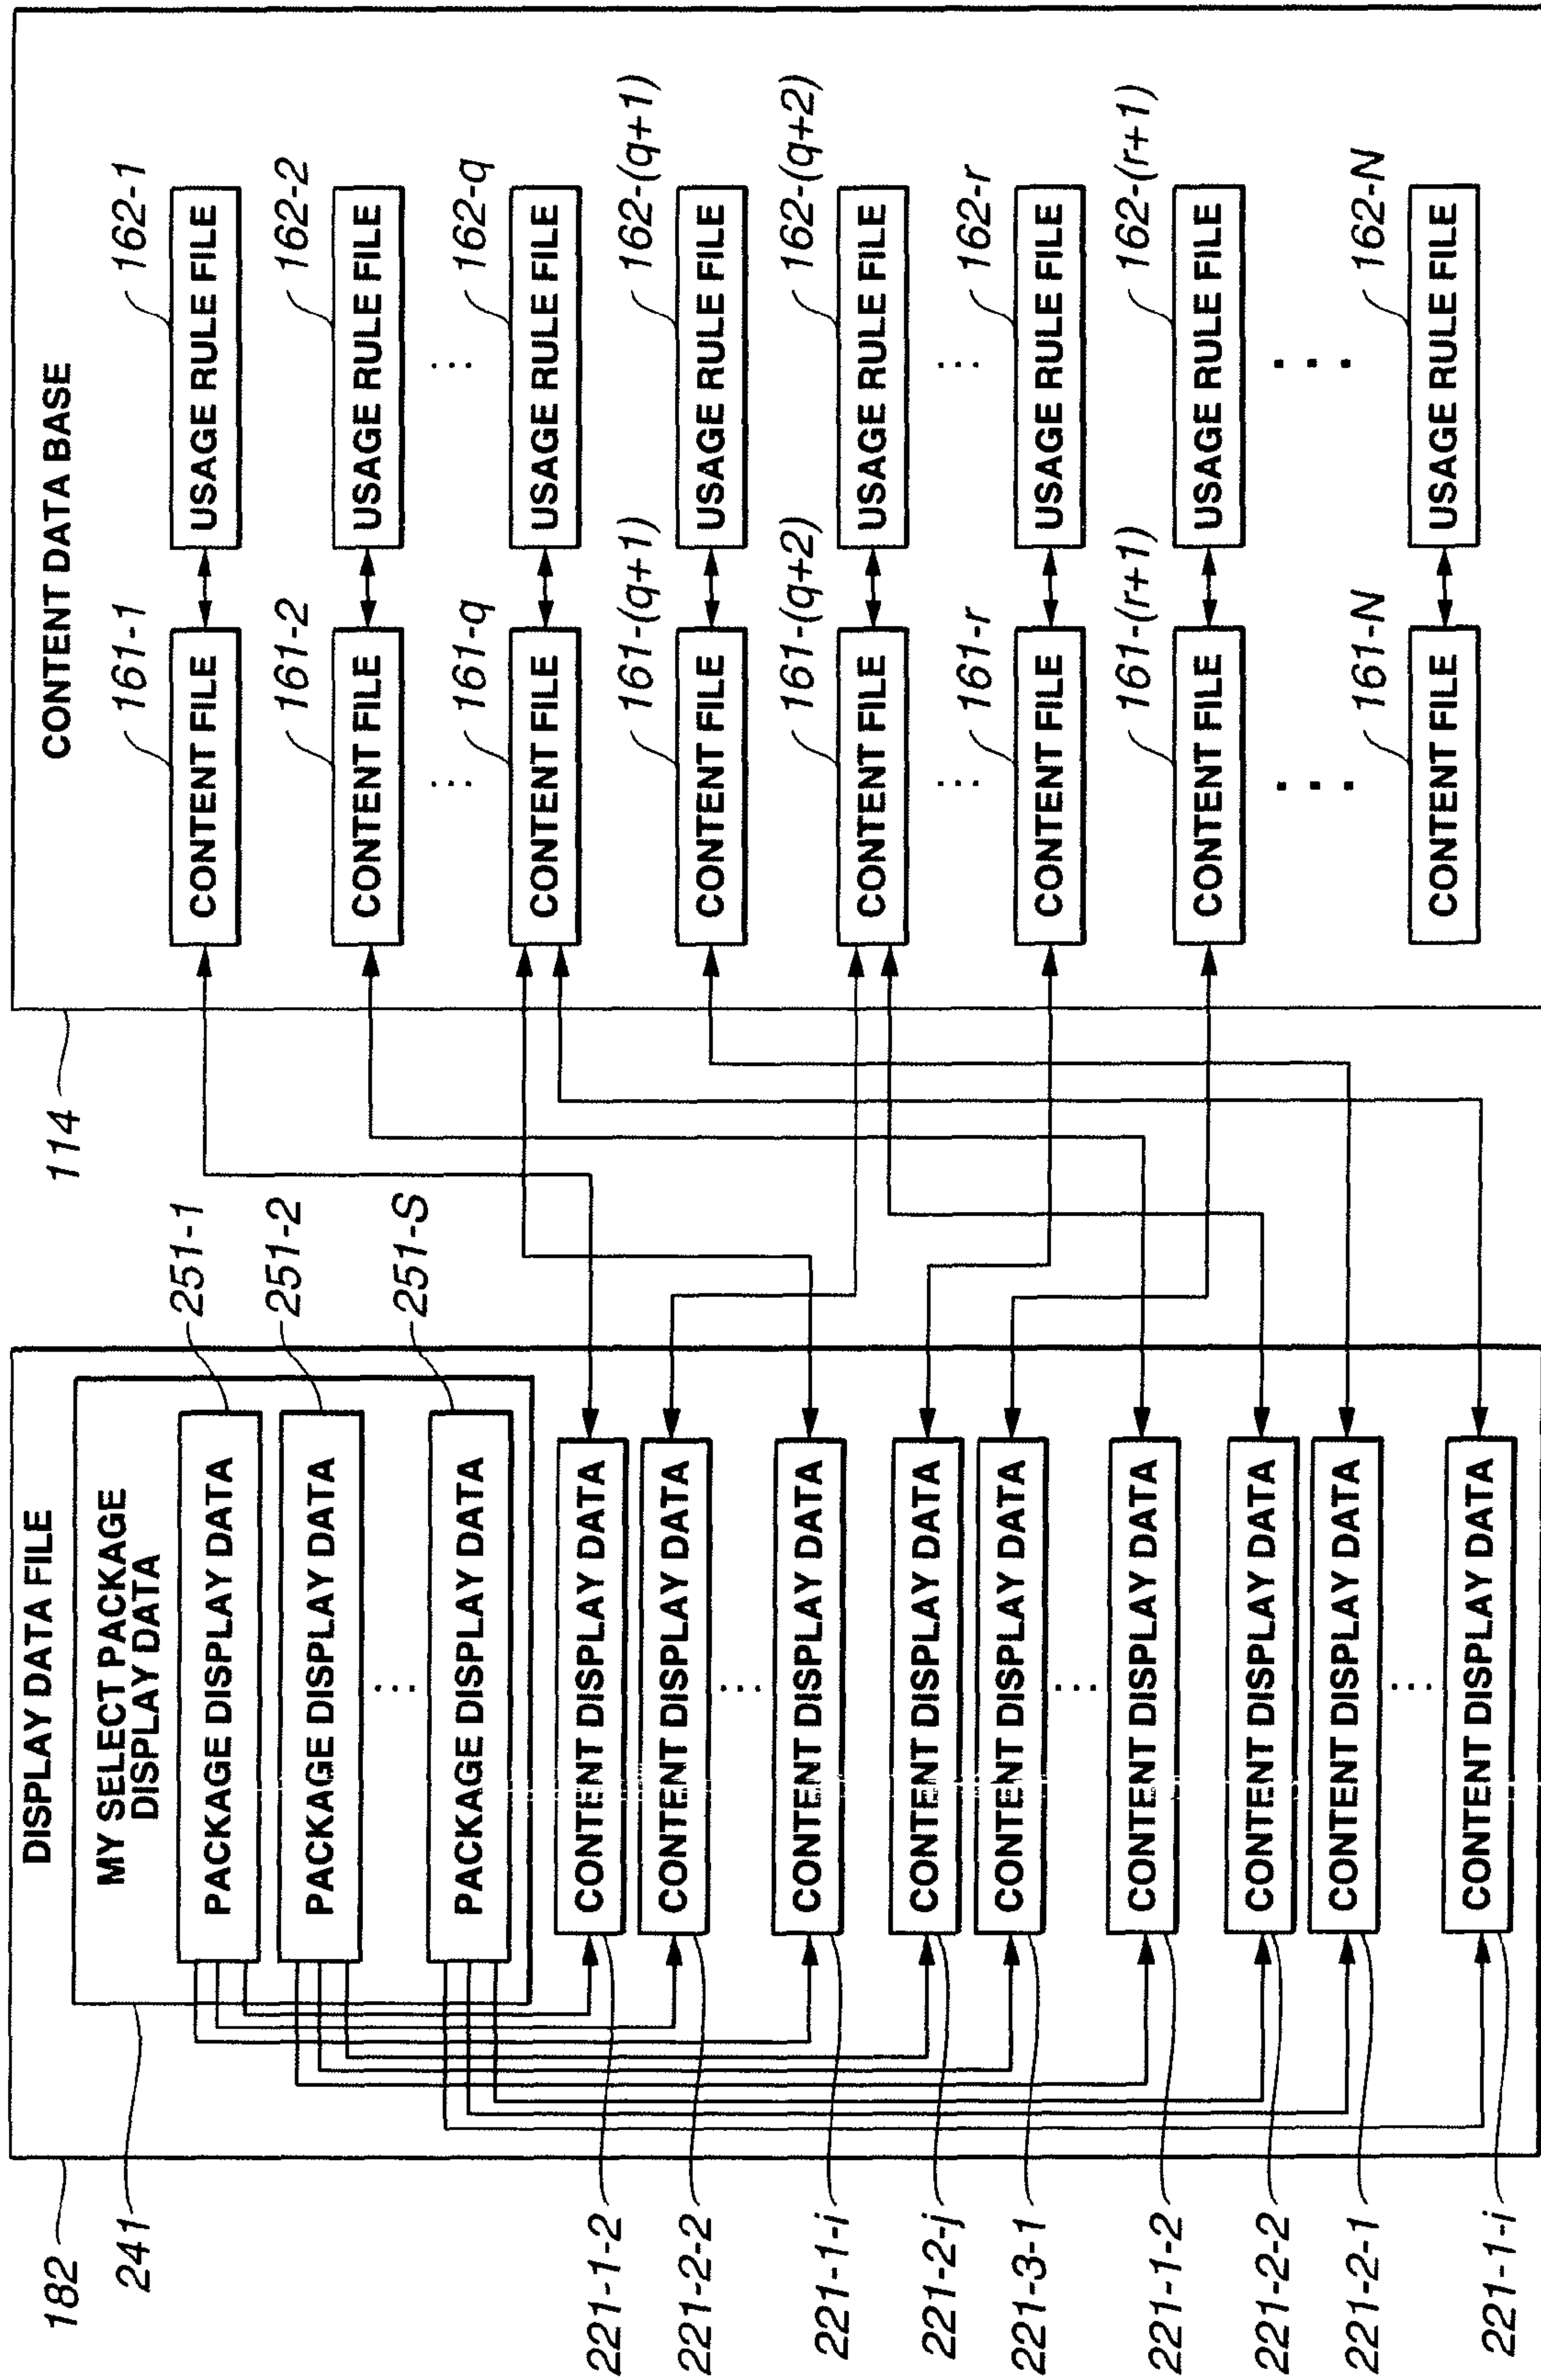 DISPLAY DATA FILE
MY SELECT PACKAGE
DISPLAY DATA
PACKAGE DISPLAY DATA
PACKAGE DISPLAY DATA
...
PACKAGE DISPLAY DATA
CONTENT DISPLAY DATA
CONTENT DISPLAY DATA
...
CONTENT DISPLAY DATA
CONTENT DISPLAY DATA
CONTENT DISPLAY DATA
...
CONTENT DISPLAY DATA
CONTENT DISPLAY DATA
CONTENT DISPLAY DATA
...
CONTENT DISPLAY DATA
182
241
221-1-2
221-2-2
221-1-i
221-2-j
221-3-1
221-1-2
221-2-2
221-2-1
221-1-i
251-1
251-2
251-S
114
CONTENT DATA BASE
161-1
CONTENT FILE
162-1
USAGE RULE FILE
161-2
CONTENT FILE
162-2
USAGE RULE FILE
... ...
161-q
CONTENT FILE
162-q
USAGE RULE FILE
161-(q+1)
CONTENT FILE
162-(q+1)
USAGE RULE FILE
161-(q+2)
CONTENT FILE
162-(q+2)
USAGE RULE FILE
... ...
161-r
CONTENT FILE
162-r
USAGE RULE FILE
161-(r+1)
CONTENT FILE
162-(r+1)
USAGE RULE FILE
... ...
161-N
CONTENT FILE
162-N
USAGE RULE FILE